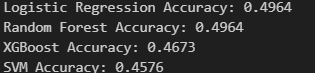 Logistic Regression Accuracy: 0.4964
Random Forest Accuracy: 0.4964
XGBoost Accuracy: 0.4673
SVM Accuracy: 0.4576